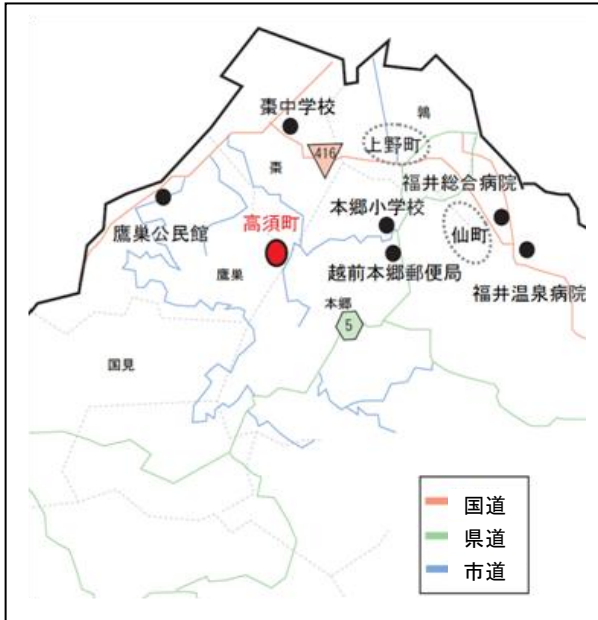 棗中学校
鶉
416
上野町
棗
福井総合病院
本郷小学校
高須町
仙町
鷹巣公民館
越前本郷郵便局
福井温泉病院
鷹巣
本郷
5
国見
国道
県道
市道